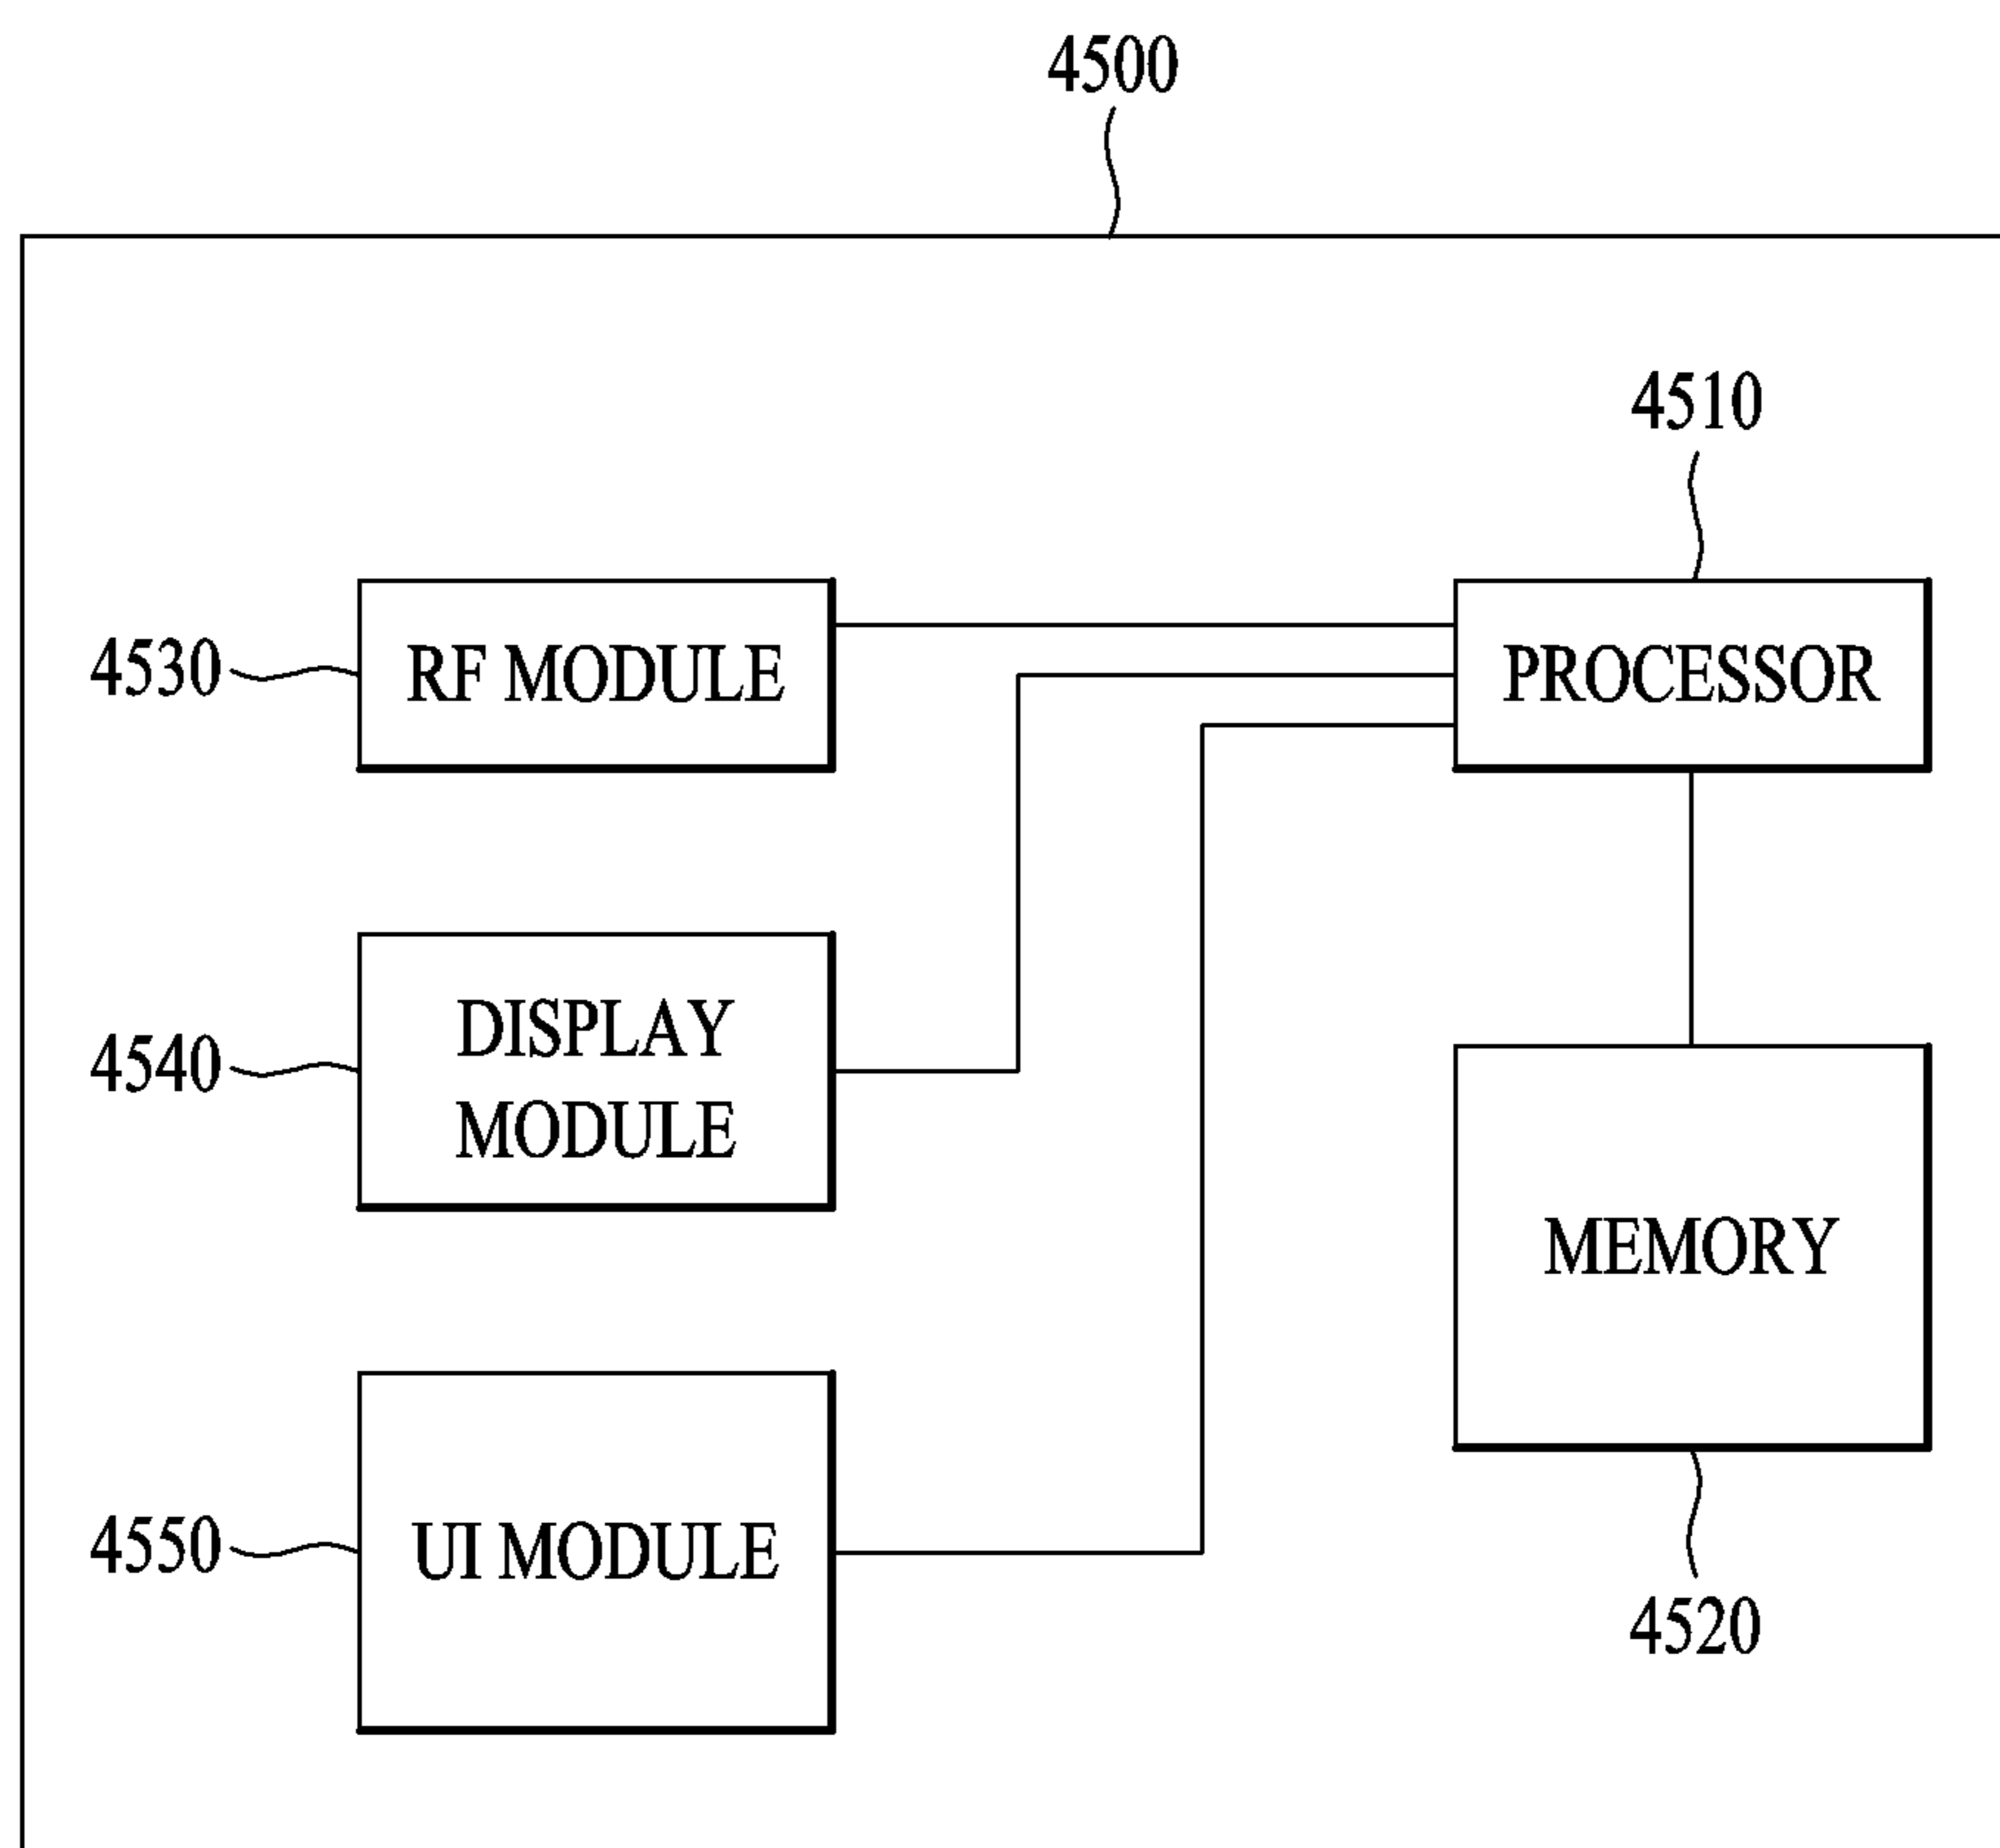 4500
4510
4530
RF MODULE
PROCESSOR
4540
DISPLAY
MODULE
MEMORY
4550
UI MODULE
4520